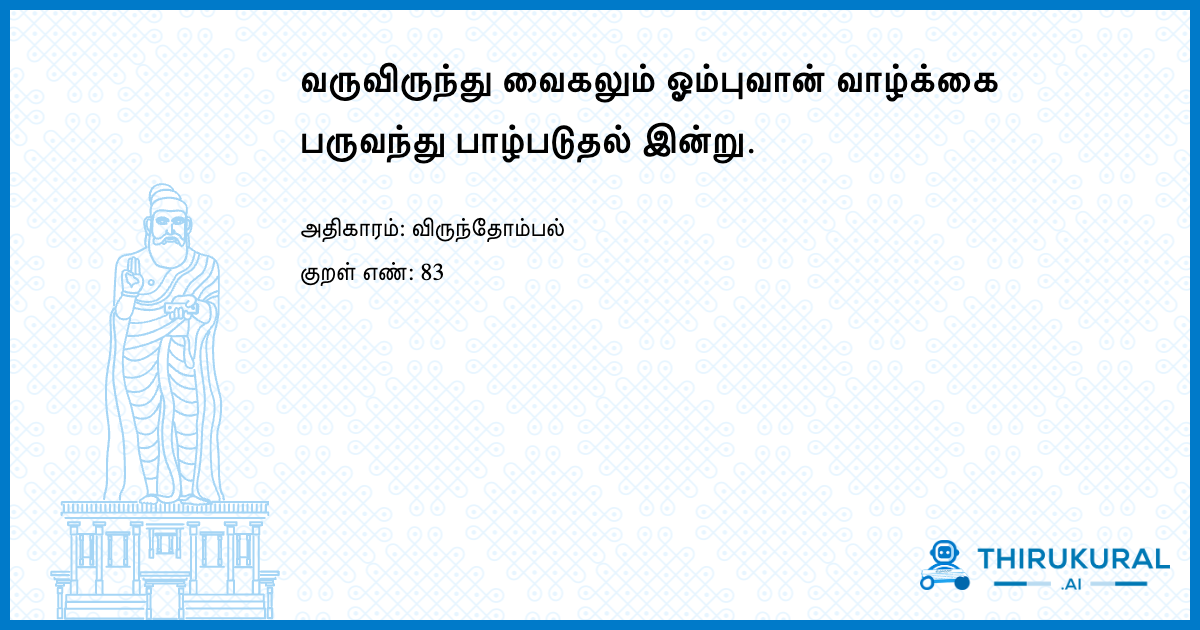 வருவிருந்து வைகலும் ஓம்புவான் வாழ்க்கை
பருவந்து பாழ்படுதல் இன்று.
அதிகாரம்: விருந்தோம்பல்
குறள் எண்: 83
THIRUKURAL
.AI